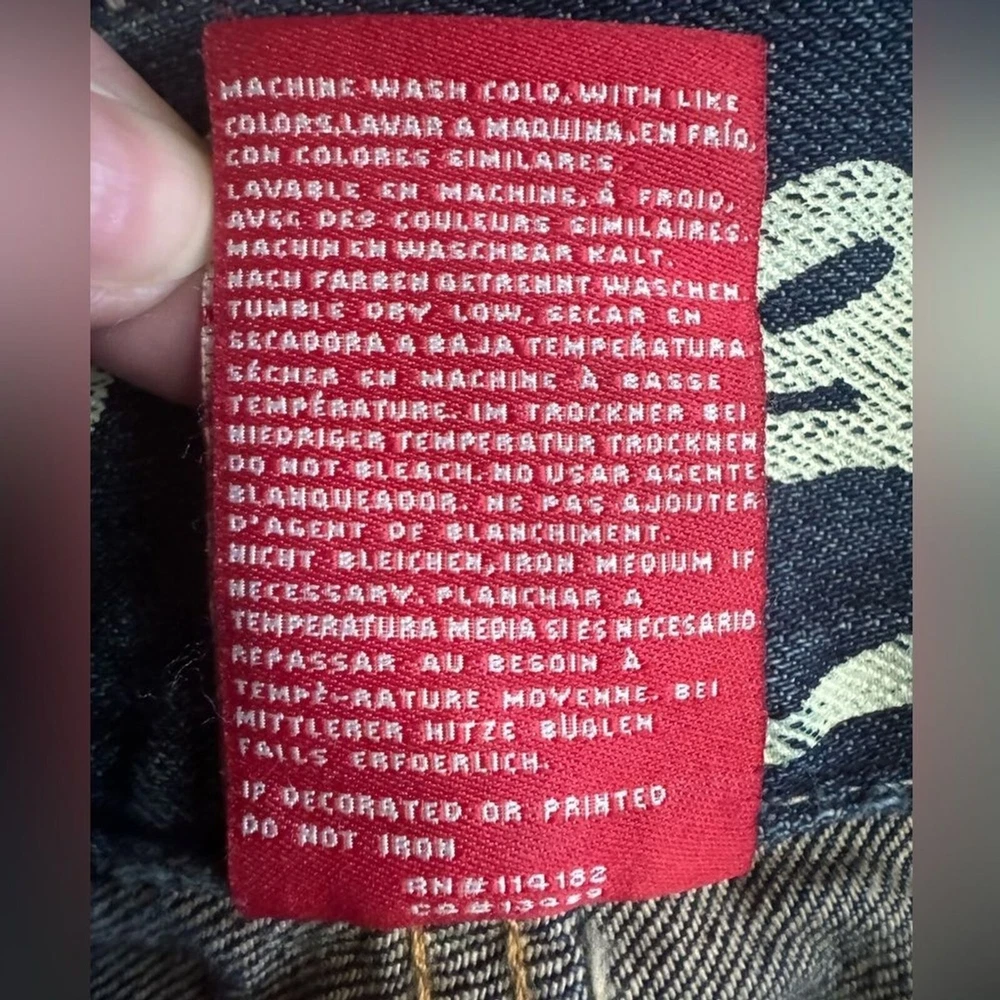 MACHINE WASH COLD. WITH LIKE
COLORS. LAVAR A MAQUINA, EN FRÍO,
CON COLORES SIMILARES
LAVABLE EN MACHINE, Á FROID,
AVEC DES COULEURS SIMILAIRES.
MACHIN EN WASCHBAR KALT.
NACH FARBEN GETRENNT WASCHEN
TUMBLE DRY LOW. SECAR EN
SECADORA A BAJA TEMPERATURA
SÉCHER EN MACHINE À BASSE
TEMPÉRATURE. IM TROCKNER BEI
NIEDRIGER TEMPERATUR TROCKNEN
DO NOT BLEACH. NO USAR AGENTE
BLANQUEADOR. NE PAS AJOUTER
D'AGENT DE BLANCHIMENT.
NICHT BLEICHEN, IRON MEDIUM IF
NECESSARY. PLANCHAR A
TEMPERATURA MEDIA SI ES NECESARIO
REPASSAR AU BESOIN À
TEMPÈ-RATURE MOYENNE. BEI
MITTLERER HITZE BÜGLEN
FALLS ERFOERLICH.
IF DECORATED OR PRINTED
DO NOT IRON
RN # 114182